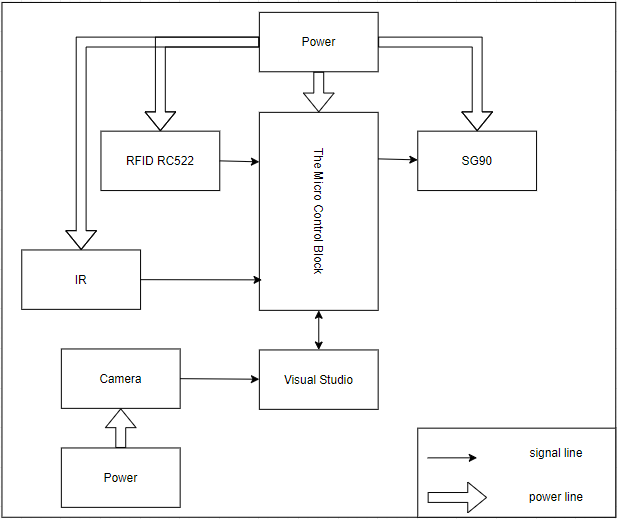 Power
RFID RC522
The Micro Control Block
SG90
IR
Camera
Visual Studio
Power
signal line
power line